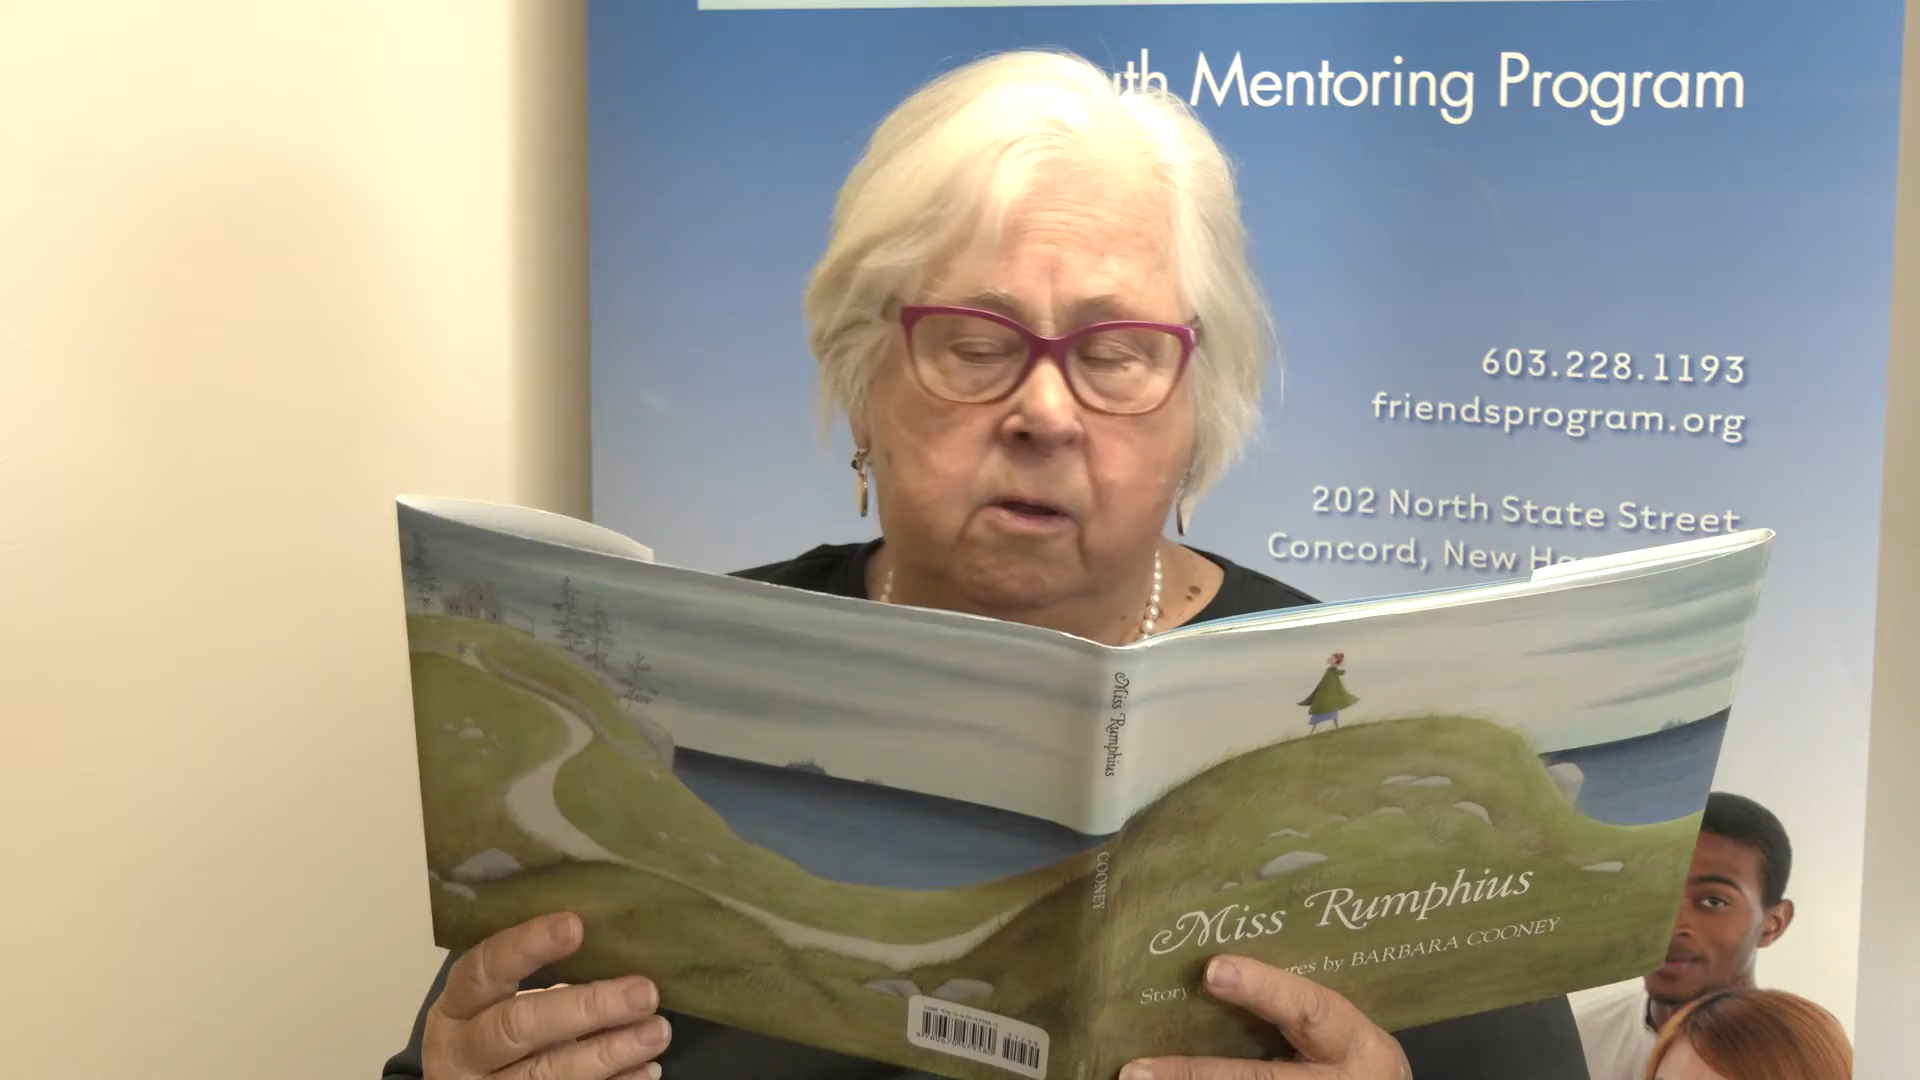 Mentoring Program
603.228.1193
friendsprogram.org
202 North State Street
Concord, New
Miss Rumphius
COONEY
Miss Rumphius
Story
by BARBARA COONEY